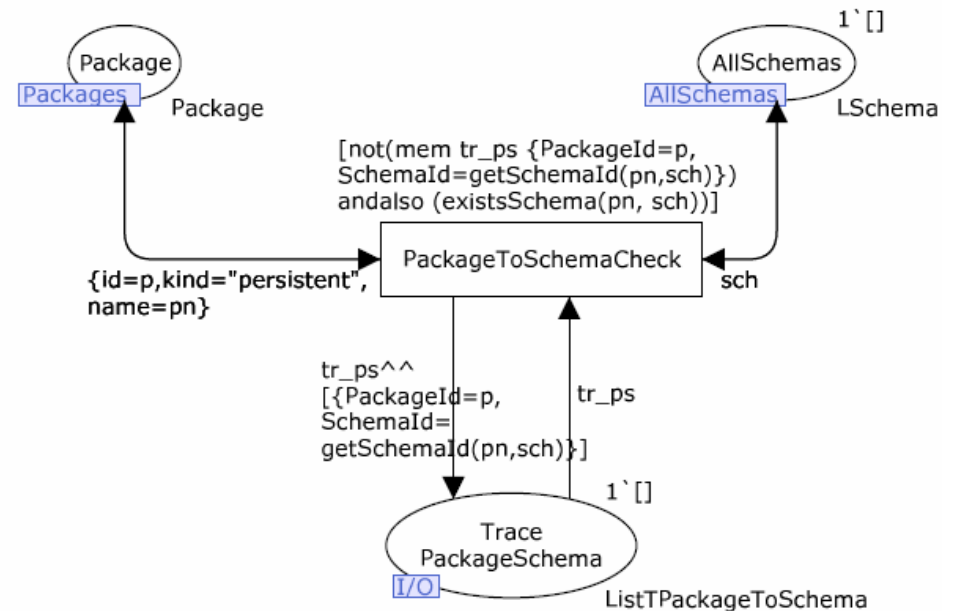 1`[]
Package
AllSchemas
Packages
AllSchemas
Package
LSchema
[not(mem tr_ps {PackageId=p,
SchemaId=getSchemaId(pn,sch)})
andalso (existsSchema(pn, sch))]
PackageToSchemaCheck
{id=p,kind="persistent",
name=pn}
sch
tr_ps^^
[{PackageId=p,
SchemaId=
getSchemaId(pn,sch)}]
tr_ps
1`[]
Trace
PackageSchema
I/O
ListTPackageToSchema